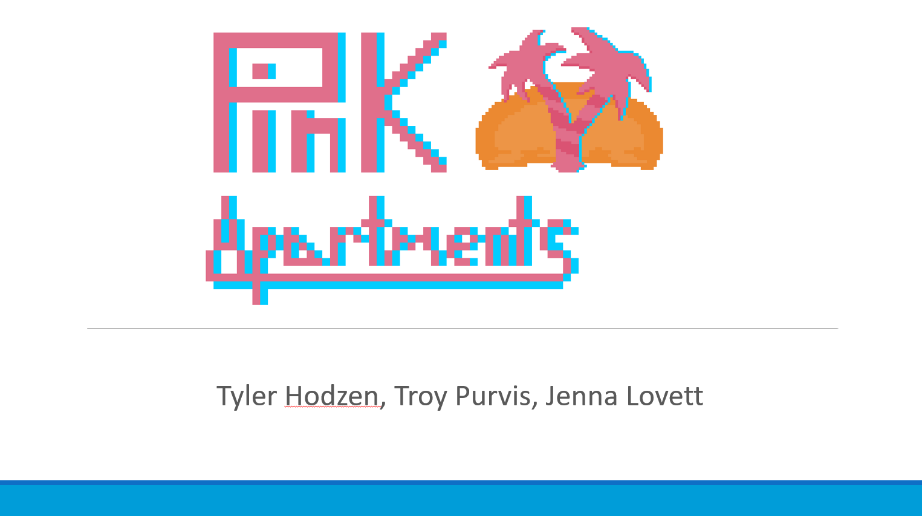 Pink
Apartments
Tyler Hodzen, Troy Purvis, Jenna Lovett